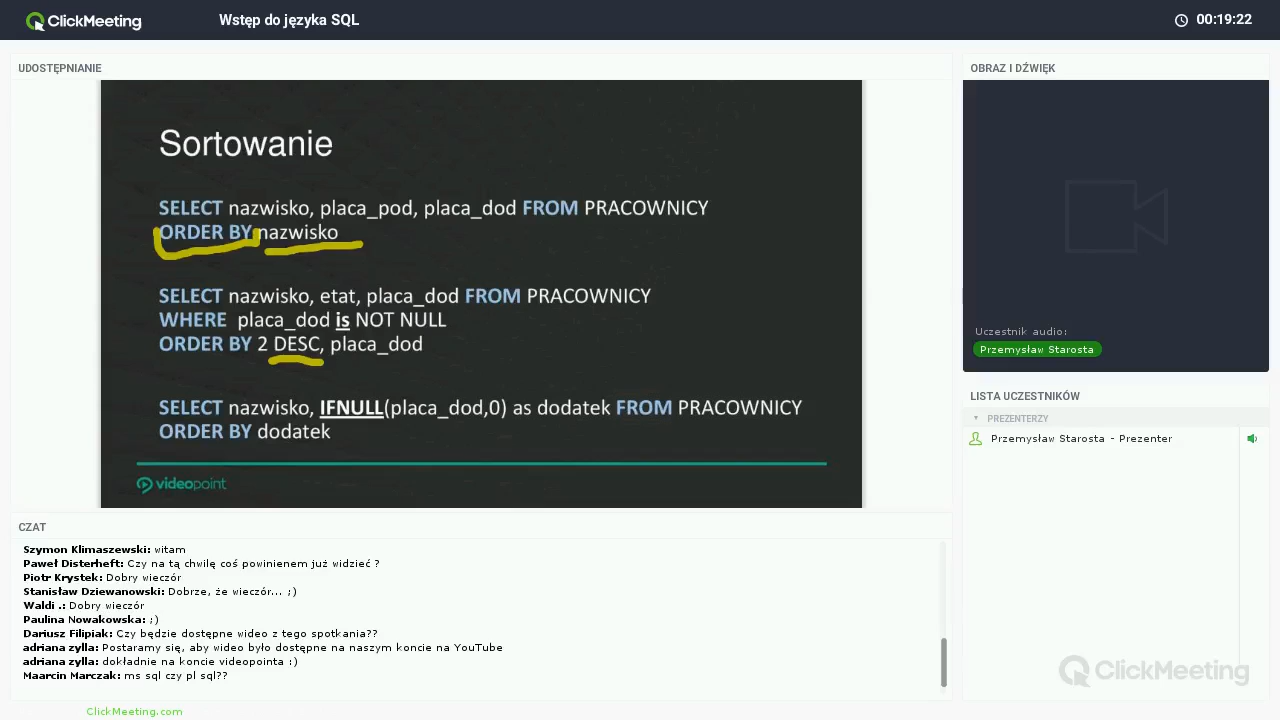 ClickMeeting
Wstęp do języka SQL
00:19:22
UDOSTĘPNIANIE
Sortowanie
SELECT nazwisko, placa_pod, placa_dod FROM PRACOWNICY
ORDER BY nazwisko
SELECT nazwisko, etat, placa_dod FROM PRACOWNICY
WHERE placa_dod is NOT NULL
ORDER BY 2 DESC, placa_dod
SELECT nazwisko, IFNULL(placa_dod,0) as dodatek FROM PRACOWNICY
ORDER BY dodatek
videopoint
CZAT
Szymon Klimaszewski: witam
Paweł Disterheft: Czy na tą chwilę coś powinienem już widzieć ?
Piotr Krystek: Dobry wieczór
Stanisław Dziewanowski: Dobrze, że wieczór... ;)
Waldi .: Dobry wieczór
Paulina Nowakowska: ;)
Dariusz Filipiak: Czy będzie dostępne wideo z tego spotkania??
adriana zylla: Postaramy się, aby wideo było dostępne na naszym koncie na YouTube
adriana zylla: dokładnie na koncie videopointa :)
Maarcin Marczak: ms sql czy pl sql??
ClickMeeting.com
OBRAZ I DŹWIĘK
Uczestnik audio:
Przemysław Starosta
LISTA UCZESTNIKÓW
PREZENTERZY
Przemysław Starosta - Prezenter
ClickMeeting